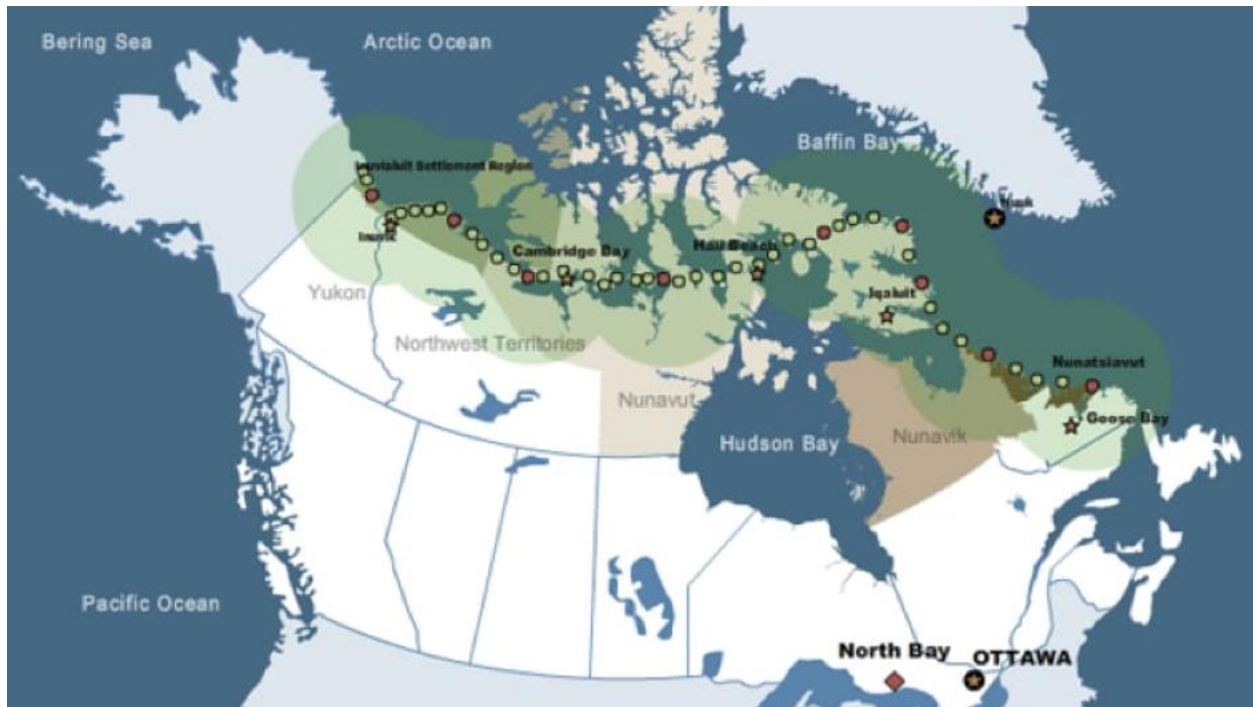 Bering Sea
Arctic Ocean
Baffin Bay
Inuvialuit Settlement Region
Nuuk
Inuvik
Cambridge Bay
Hall Beach
Yukon
Iqaluit
Northwest Territories
Nunatsiavut
Nunavut
Goose Bay
Nunavik
Hudson Bay
Pacific Ocean
North Bay
OTTAWA